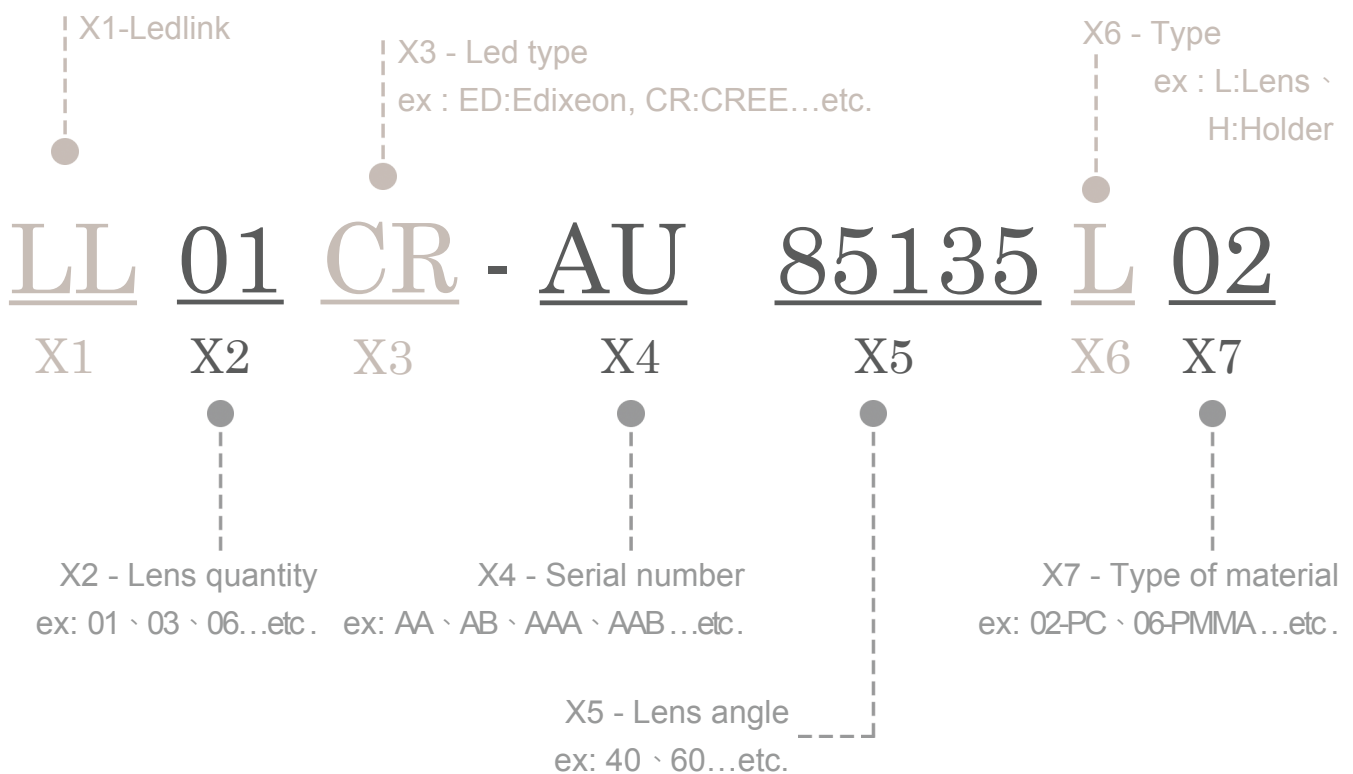 X1-Ledlink
X3 - Led type
ex : ED:Edixeon, CR:CREE…etc.
X6 - Type
ex : L:Lens、
H:Holder
LL 01 CR - AU 85135 L 02
X1 X2 X3 X4 X5 X6 X7
X2 - Lens quantity
ex: 01、03、06…etc.
X4 - Serial number
ex: AA、AB、AAA、AAB…etc.
X7 - Type of material
ex: 02-PC、06-PMMA…etc.
X5 - Lens angle
ex: 40、60…etc.